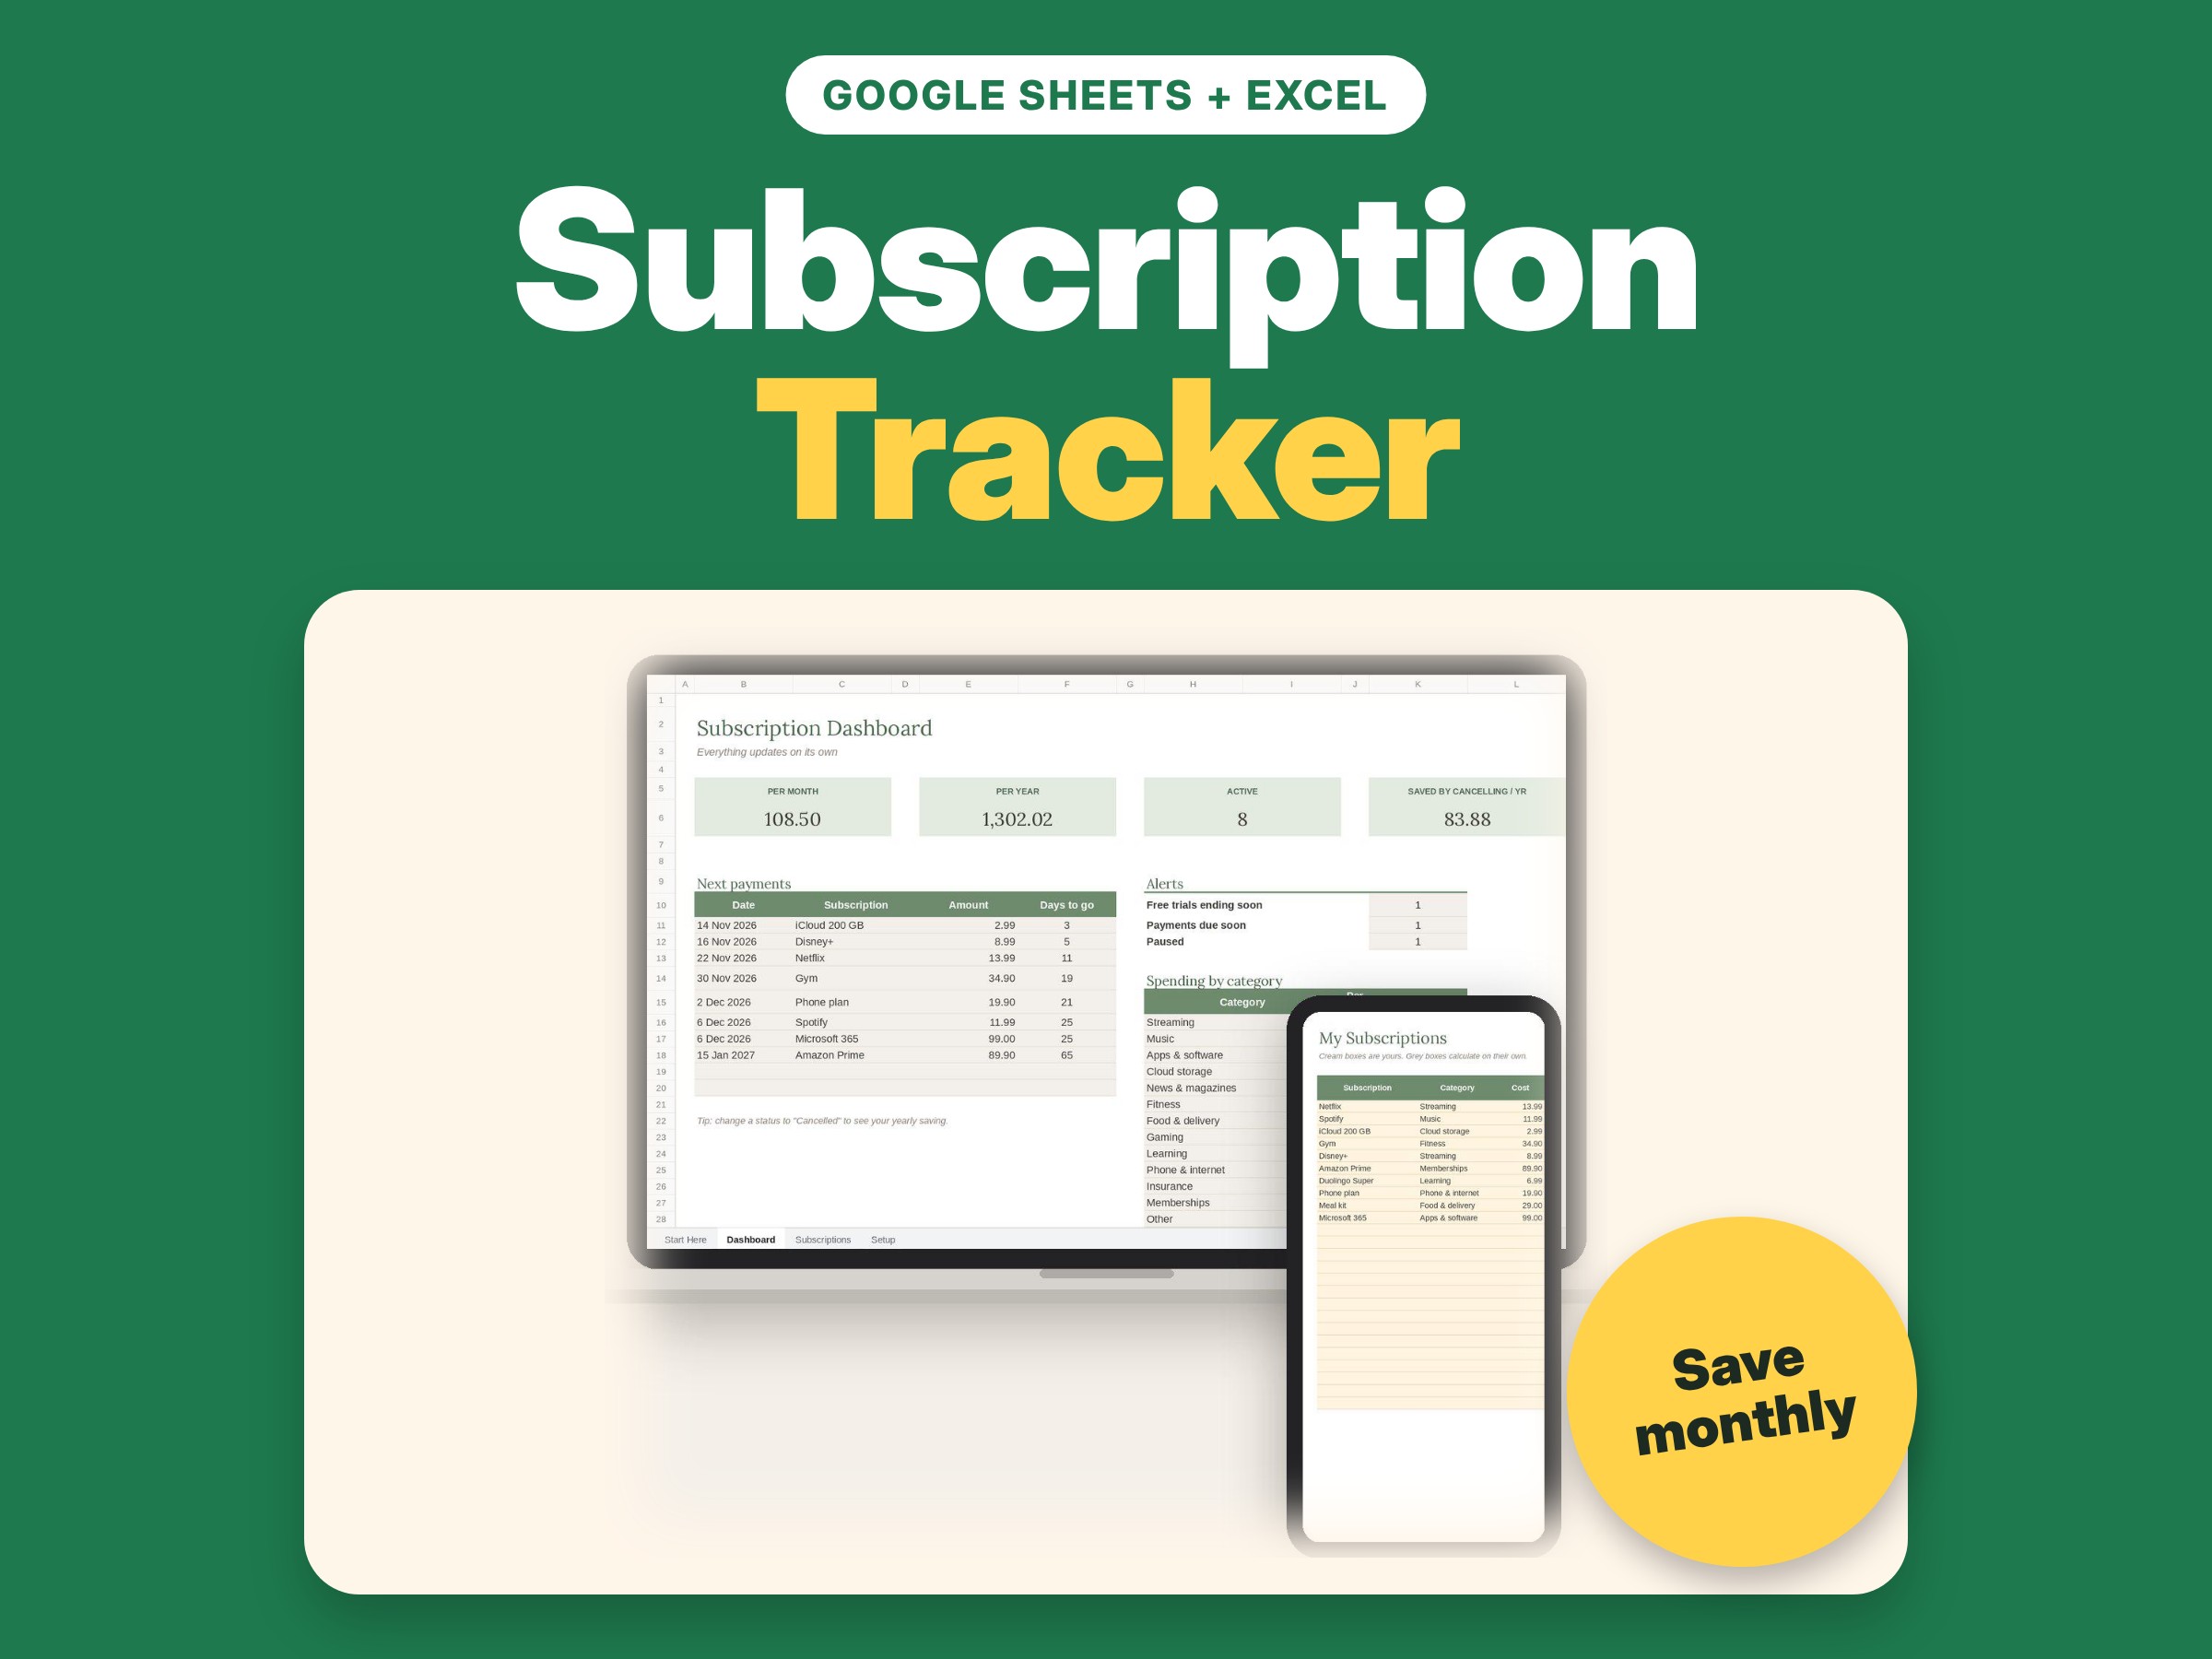 GOOGLE SHEETS + EXCEL
Subscription
Tracker
A B C D E F G H I J K L
1
2 Subscription Dashboard
3 Everything updates on its own
4
5 PER MONTH PER YEAR ACTIVE SAVED BY CANCELLING / YR
6 108.50 1,302.02 8 83.88
7
8
9 Next payments Alerts
10 Date Subscription Amount Days to go Free trials ending soon 1
11 14 Nov 2026 iCloud 200 GB 2.99 3 Payments due soon 1
12 16 Nov 2026 Disney+ 8.99 5 Paused 1
13 22 Nov 2026 Netflix 13.99 11
14 30 Nov 2026 Gym 34.90 19 Spending by category
15 2 Dec 2026 Phone plan 19.90 21 Category
16 6 Dec 2026 Spotify 11.99 25 Streaming
17 6 Dec 2026 Microsoft 365 99.00 25 Music
18 15 Jan 2027 Amazon Prime 89.90 65 Apps & software
19 Cloud storage
20 News & magazines
21 Fitness
22 Tip: change a status to "Cancelled" to see your yearly saving. Food & delivery
23 Gaming
24 Learning
25 Phone & internet
26 Insurance
27 Memberships
28 Other
Start Here Dashboard Subscriptions Setup
My Subscriptions
Cream boxes are yours. Grey boxes calculate on their own.
Subscription Category Cost
Netflix Streaming 13.99
Spotify Music 11.99
iCloud 200 GB Cloud storage 2.99
Gym Fitness 34.90
Disney+ Streaming 8.99
Amazon Prime Memberships 89.90
Duolingo Super Learning 6.99
Phone plan Phone & internet 19.90
Meal kit Food & delivery 29.00
Microsoft 365 Apps & software 99.00
Save
monthly